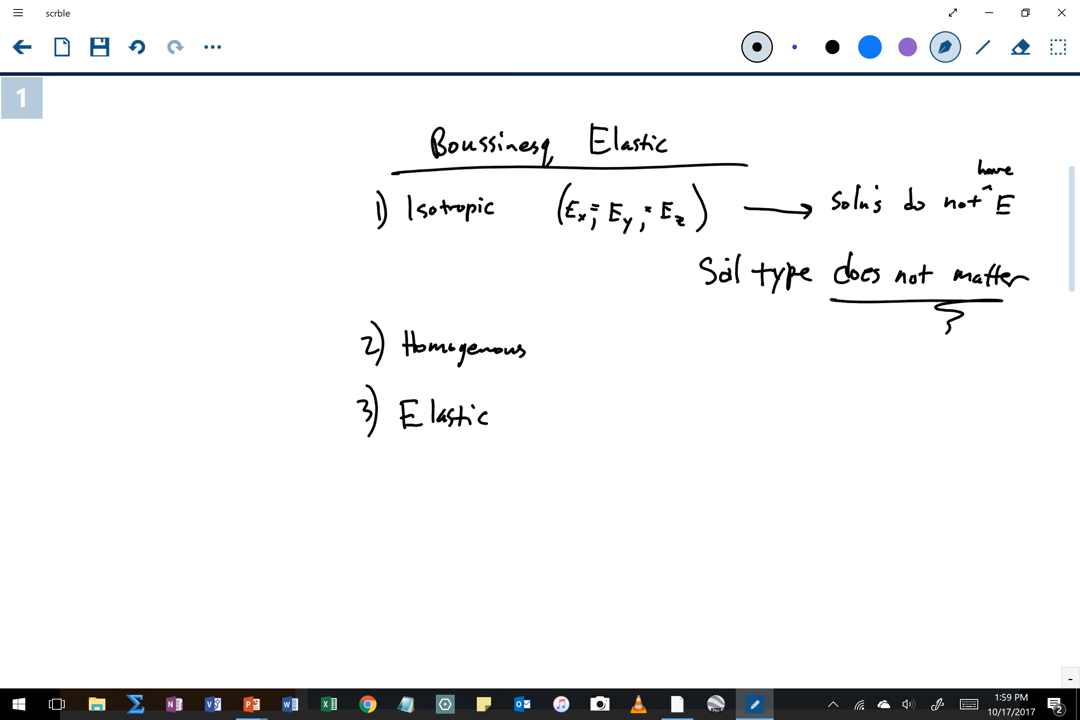 scrble
1
Boussinesq Elastic
1) Isotropic (Ex, = Ey, = Ez) → soln's do not ^ E
have
Soil type does not matter
2) Homogenous
3) Elastic
1:59 PM
10/17/2017
2